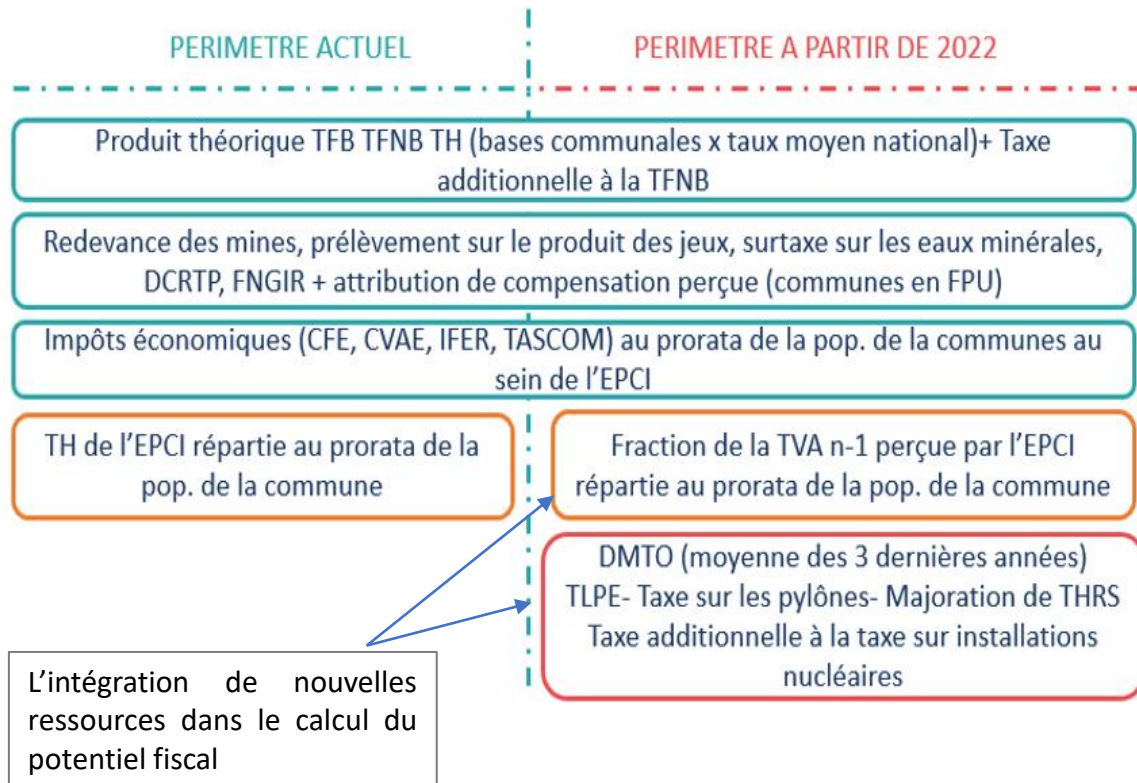 PERIMETRE ACTUEL
PERIMETRE A PARTIR DE 2022
Produit théorique TFB TFNB TH (bases communales x taux moyen national)+ Taxe
additionnelle à la TFNB
Redevance des mines, prélèvement sur le produit des jeux, surtaxe sur les eaux minérales,
DCRTP, FNGIR + attribution de compensation perçue (communes en FPU)
Impôts économiques (CFE, CVAE, IFER, TASCOM) au prorata de la pop. de la communes au
sein de l'EPCI
TH de l'EPCI répartie au prorata de la
pop. de la commune
Fraction de la TVA n-1 perçue par l'EPCI
répartie au prorata de la pop. de la commune
DMTO (moyenne des 3 dernières années)
TLPE- Taxe sur les pylônes- Majoration de THRS
Taxe additionnelle à la taxe sur installations
nucléaires
L'intégration de nouvelles
ressources dans le calcul du
potentiel fiscal